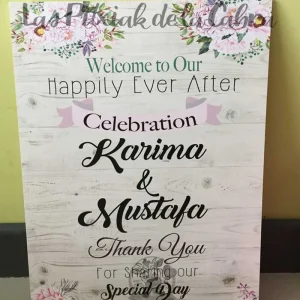 Las Pitxiak de la Cabra
Welcome to Our
Happily Ever After
Celebration
Karima
&
Mustafa
Thank You
For Sharing our
Special Day